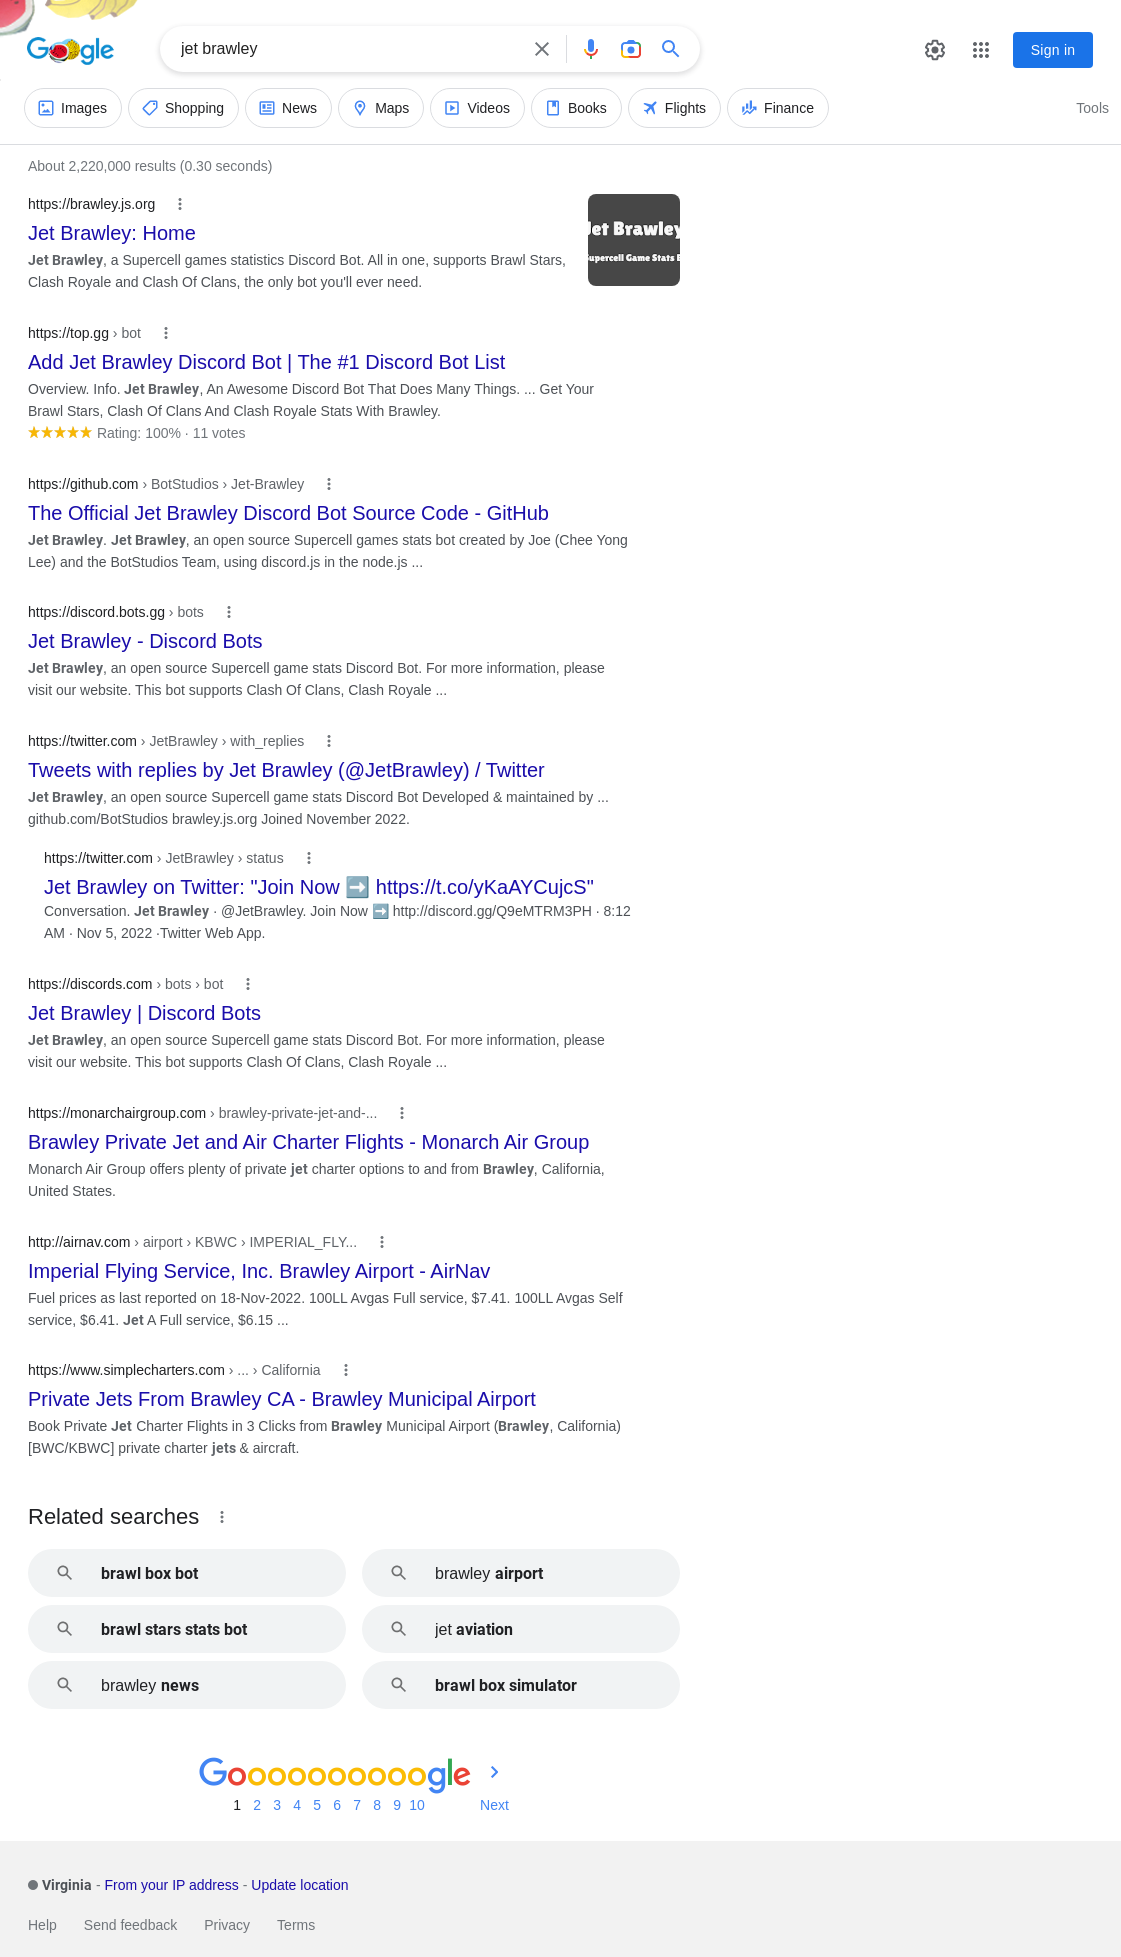 Google
jet brawley
Sign in
Images
Shopping
News
Maps
Videos
Books
Flights
Finance
Tools
About 2,220,000 results (0.30 seconds)
https://brawley.js.org
Jet Brawley: Home
Jet Brawley, a Supercell games statistics Discord Bot. All in one, supports Brawl Stars,
Clash Royale and Clash Of Clans, the only bot you'll ever need.
Jet Brawley
Supercell Game Stats
https://top.gg › bot
Add Jet Brawley Discord Bot | The #1 Discord Bot List
Overview. Info. Jet Brawley, An Awesome Discord Bot That Does Many Things. ... Get Your
Brawl Stars, Clash Of Clans And Clash Royale Stats With Brawley.
Rating: 100% · 11 votes
https://github.com › BotStudios › Jet-Brawley
The Official Jet Brawley Discord Bot Source Code - GitHub
Jet Brawley. Jet Brawley, an open source Supercell games stats bot created by Joe (Chee Yong
Lee) and the BotStudios Team, using discord.js in the node.js ...
https://discord.bots.gg › bots
Jet Brawley - Discord Bots
Jet Brawley, an open source Supercell game stats Discord Bot. For more information, please
visit our website. This bot supports Clash Of Clans, Clash Royale ...
https://twitter.com › JetBrawley › with_replies
Tweets with replies by Jet Brawley (@JetBrawley) / Twitter
Jet Brawley, an open source Supercell game stats Discord Bot Developed & maintained by ...
github.com/BotStudios brawley.js.org Joined November 2022.
https://twitter.com › JetBrawley › status
Jet Brawley on Twitter: "Join Now ➡️ https://t.co/yKaAYCujcS"
Conversation. Jet Brawley · @JetBrawley. Join Now ➡️ http://discord.gg/Q9eMTRM3PH · 8:12
AM · Nov 5, 2022 ·Twitter Web App.
https://discords.com › bots › bot
Jet Brawley | Discord Bots
Jet Brawley, an open source Supercell game stats Discord Bot. For more information, please
visit our website. This bot supports Clash Of Clans, Clash Royale ...
https://monarchairgroup.com › brawley-private-jet-and-...
Brawley Private Jet and Air Charter Flights - Monarch Air Group
Monarch Air Group offers plenty of private jet charter options to and from Brawley, California,
United States.
http://airnav.com › airport › KBWC › IMPERIAL_FLY...
Imperial Flying Service, Inc. Brawley Airport - AirNav
Fuel prices as last reported on 18-Nov-2022. 100LL Avgas Full service, $7.41. 100LL Avgas Self
service, $6.41. Jet A Full service, $6.15 ...
https://www.simplecharters.com › ... › California
Private Jets From Brawley CA - Brawley Municipal Airport
Book Private Jet Charter Flights in 3 Clicks from Brawley Municipal Airport (Brawley, California)
[BWC/KBWC] private charter jets & aircraft.
Related searches
brawl box bot
brawley airport
brawl stars stats bot
jet aviation
brawley news
brawl box simulator
Goooooooooogle
1 2 3 4 5 6 7 8 9 10 Next
Virginia - From your IP address - Update location
Help Send feedback Privacy Terms